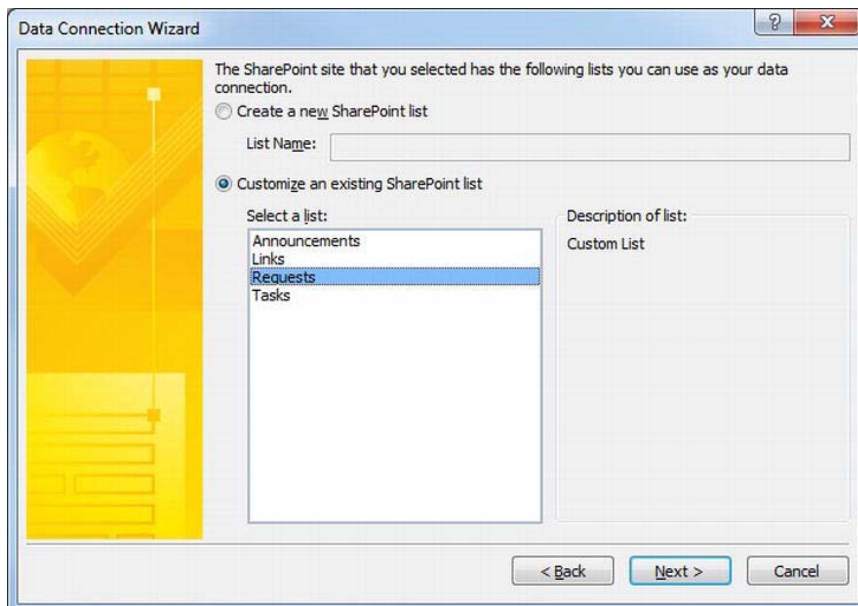 Data Connection Wizard
The SharePoint site that you selected has the following lists you can use as your data
connection.
Create a new SharePoint list
List Name:
Customize an existing SharePoint list
Select a list:
Announcements
Links
Requests
Tasks
Description of list:
Custom List
< Back
Next >
Cancel